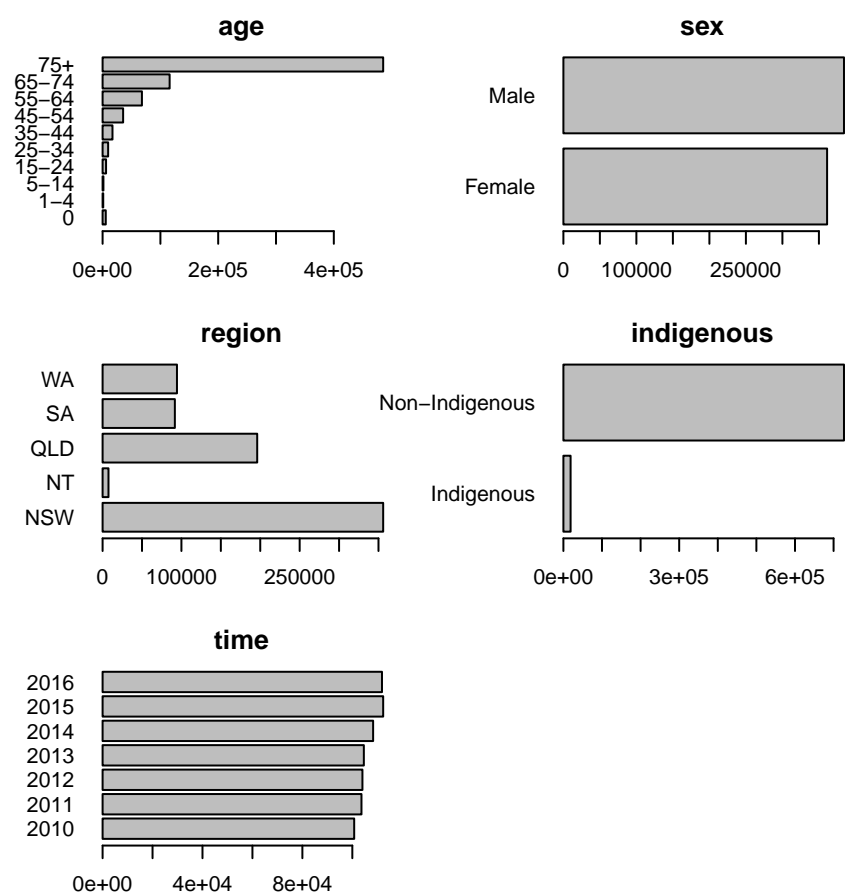 age
75+
65−74
55−64
45−54
35−44
25−34
15−24
5−14
1−4
0
0e+00 2e+05 4e+05
sex
Male
Female
0 100000 250000
region
WA
SA
QLD
NT
NSW
0 100000 250000
indigenous
Non−Indigenous
Indigenous
0e+00 3e+05 6e+05
time
2016
2015
2014
2013
2012
2011
2010
0e+00 4e+04 8e+04